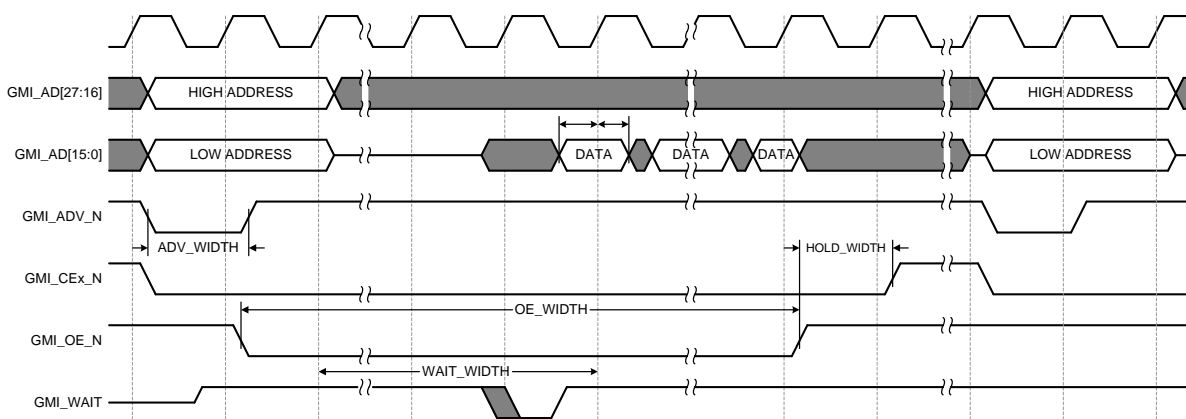 GMI_AD[27:16] HIGH ADDRESS HIGH ADDRESS
GMI_AD[15:0] LOW ADDRESS DATA DATA DATA LOW ADDRESS
GMI_ADV_N
ADV_WIDTH HOLD_WIDTH
GMI_CEx_N
OE_WIDTH
GMI_OE_N
WAIT_WIDTH
GMI_WAIT